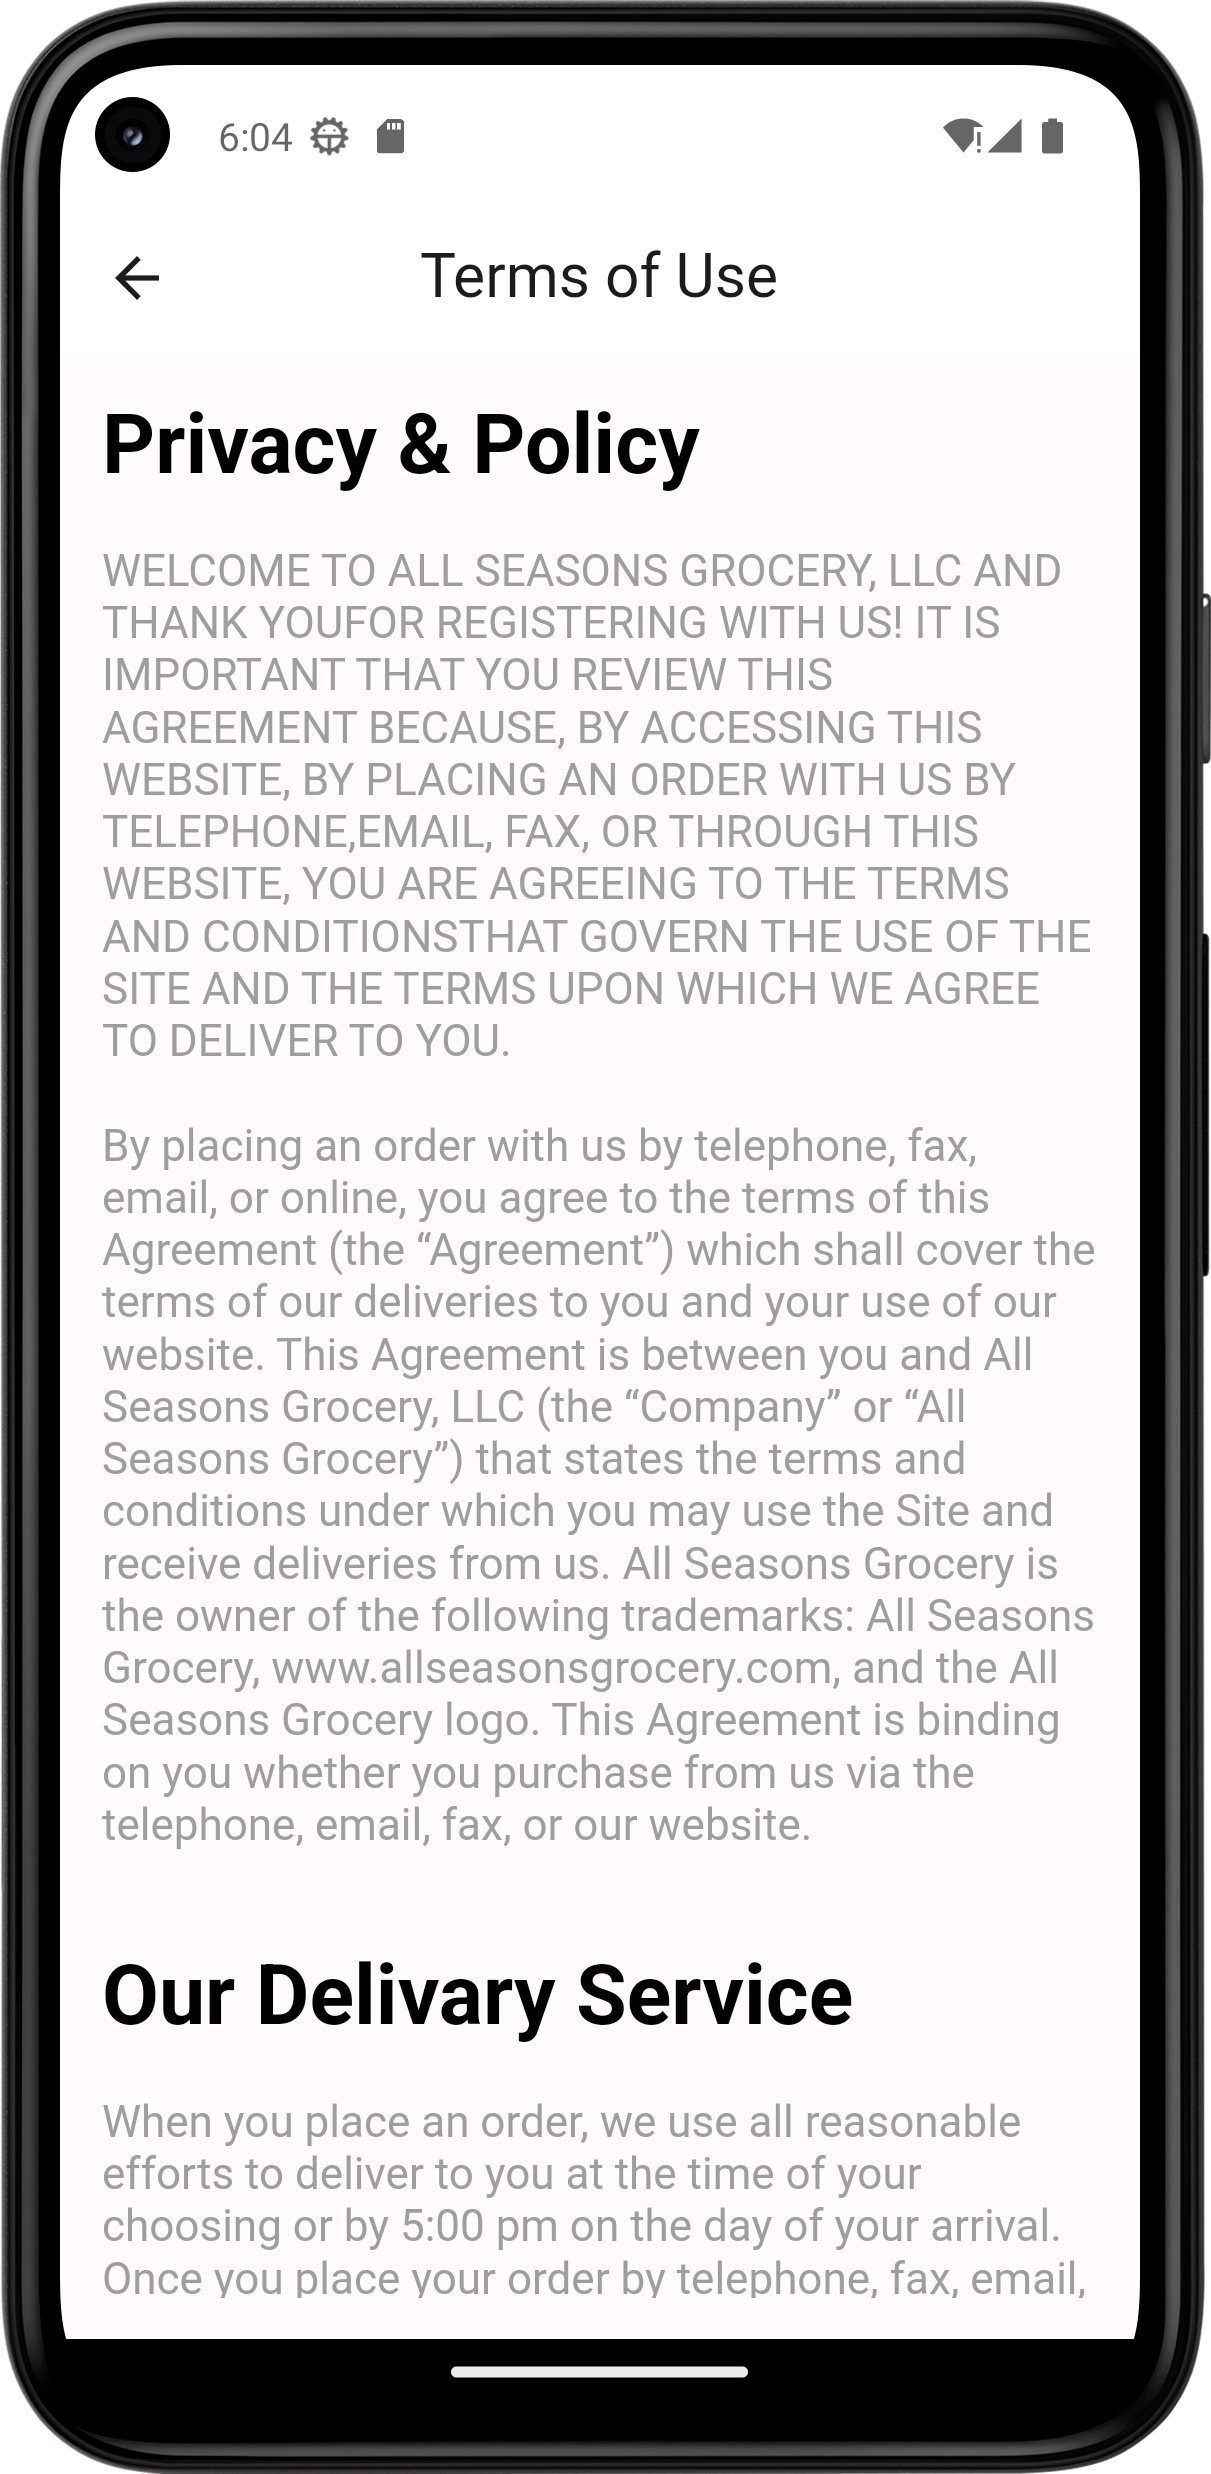 6:04
Terms of Use
Privacy & Policy
WELCOME TO ALL SEASONS GROCERY, LLC AND
THANK YOUFOR REGISTERING WITH US! IT IS
IMPORTANT THAT YOU REVIEW THIS
AGREEMENT BECAUSE, BY ACCESSING THIS
WEBSITE, BY PLACING AN ORDER WITH US BY
TELEPHONE,EMAIL, FAX, OR THROUGH THIS
WEBSITE, YOU ARE AGREEING TO THE TERMS
AND CONDITIONSTHAT GOVERN THE USE OF THE
SITE AND THE TERMS UPON WHICH WE AGREE
TO DELIVER TO YOU.
By placing an order with us by telephone, fax,
email, or online, you agree to the terms of this
Agreement (the “Agreement”) which shall cover the
terms of our deliveries to you and your use of our
website. This Agreement is between you and All
Seasons Grocery, LLC (the “Company” or “All
Seasons Grocery”) that states the terms and
conditions under which you may use the Site and
receive deliveries from us. All Seasons Grocery is
the owner of the following trademarks: All Seasons
Grocery, www.allseasonsgrocery.com, and the All
Seasons Grocery logo. This Agreement is binding
on you whether you purchase from us via the
telephone, email, fax, or our website.
Our Delivary Service
When you place an order, we use all reasonable
efforts to deliver to you at the time of your
choosing or by 5:00 pm on the day of your arrival.
Once you place your order by telephone, fax, email,